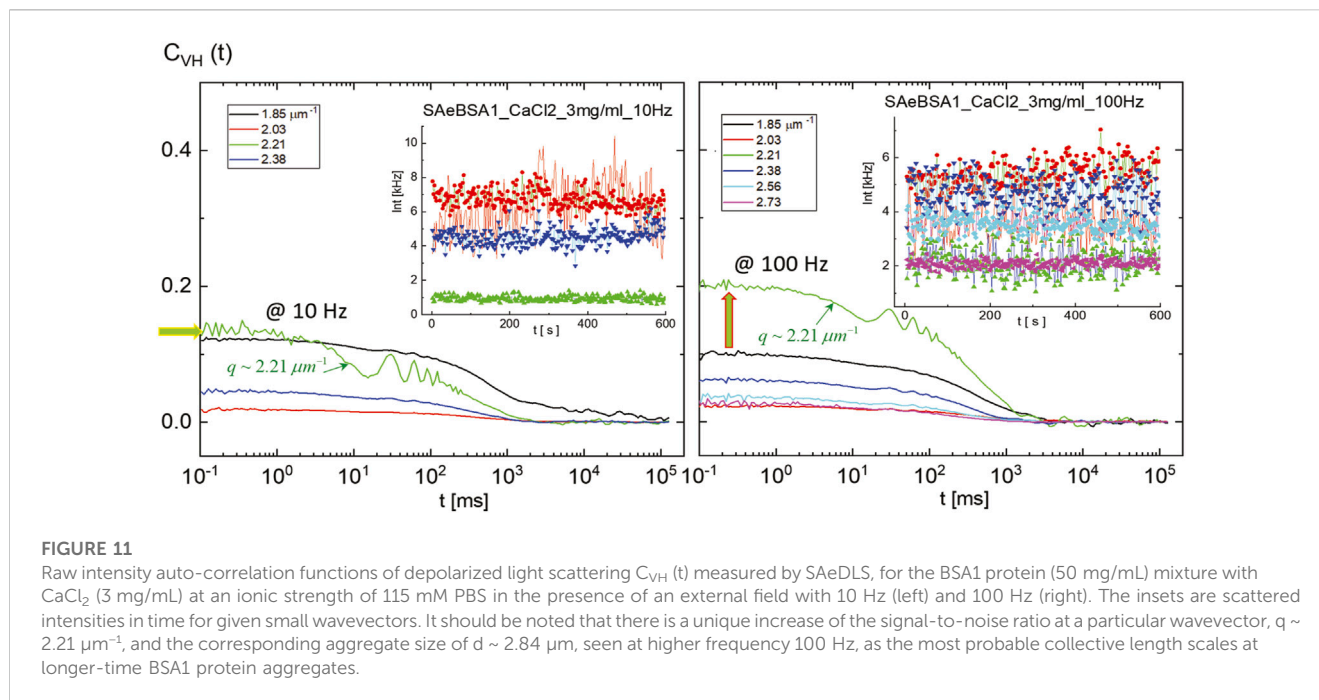 C_VH (t)
1.85 μm⁻¹
2.03
2.21
2.38
SAeBSA1_CaCl2_3mg/ml_10Hz
Int [kHz]
10
8
6
4
2
0
0 200 400 600
t [ s ]
@ 10 Hz
q ~ 2.21 μm⁻¹
0.4
0.2
0.0
10⁻¹ 10⁰ 10¹ 10² 10³ 10⁴ 10⁵
t [ms]
1.85 μm⁻¹
2.03
2.21
2.38
2.56
2.73
SAeBSA1_CaCl2_3mg/ml_100Hz
Int [kHz]
8
6
4
2
0 200 400 600
t [ s ]
@ 100 Hz
q ~ 2.21 μm⁻¹
10⁻¹ 10⁰ 10¹ 10² 10³ 10⁴ 10⁵
t [ms]
FIGURE 11
Raw intensity auto-correlation functions of depolarized light scattering C_VH (t) measured by SAeDLS, for the BSA1 protein (50 mg/mL) mixture with
CaCl₂ (3 mg/mL) at an ionic strength of 115 mM PBS in the presence of an external field with 10 Hz (left) and 100 Hz (right). The insets are scattered
intensities in time for given small wavevectors. It should be noted that there is a unique increase of the signal-to-noise ratio at a particular wavevector, q ~
2.21 μm⁻¹, and the corresponding aggregate size of d ~ 2.84 μm, seen at higher frequency 100 Hz, as the most probable collective length scales at
longer-time BSA1 protein aggregates.